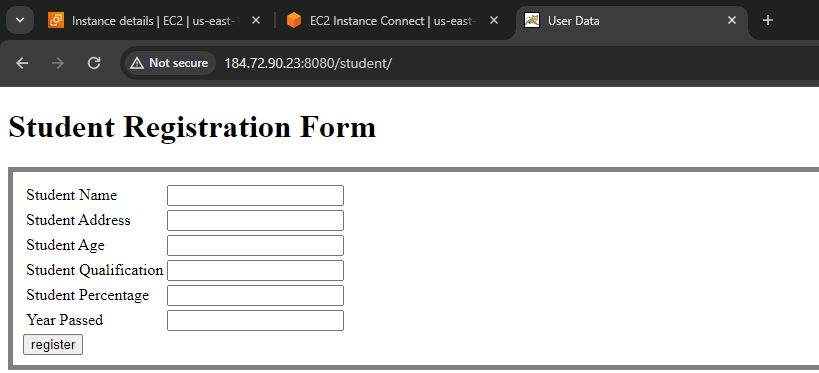 Instance details | EC2 | us-east-1
EC2 Instance Connect | us-east-
User Data
Not secure
184.72.90.23:8080/student/
Student Registration Form
Student Name
Student Address
Student Age
Student Qualification
Student Percentage
Year Passed
register